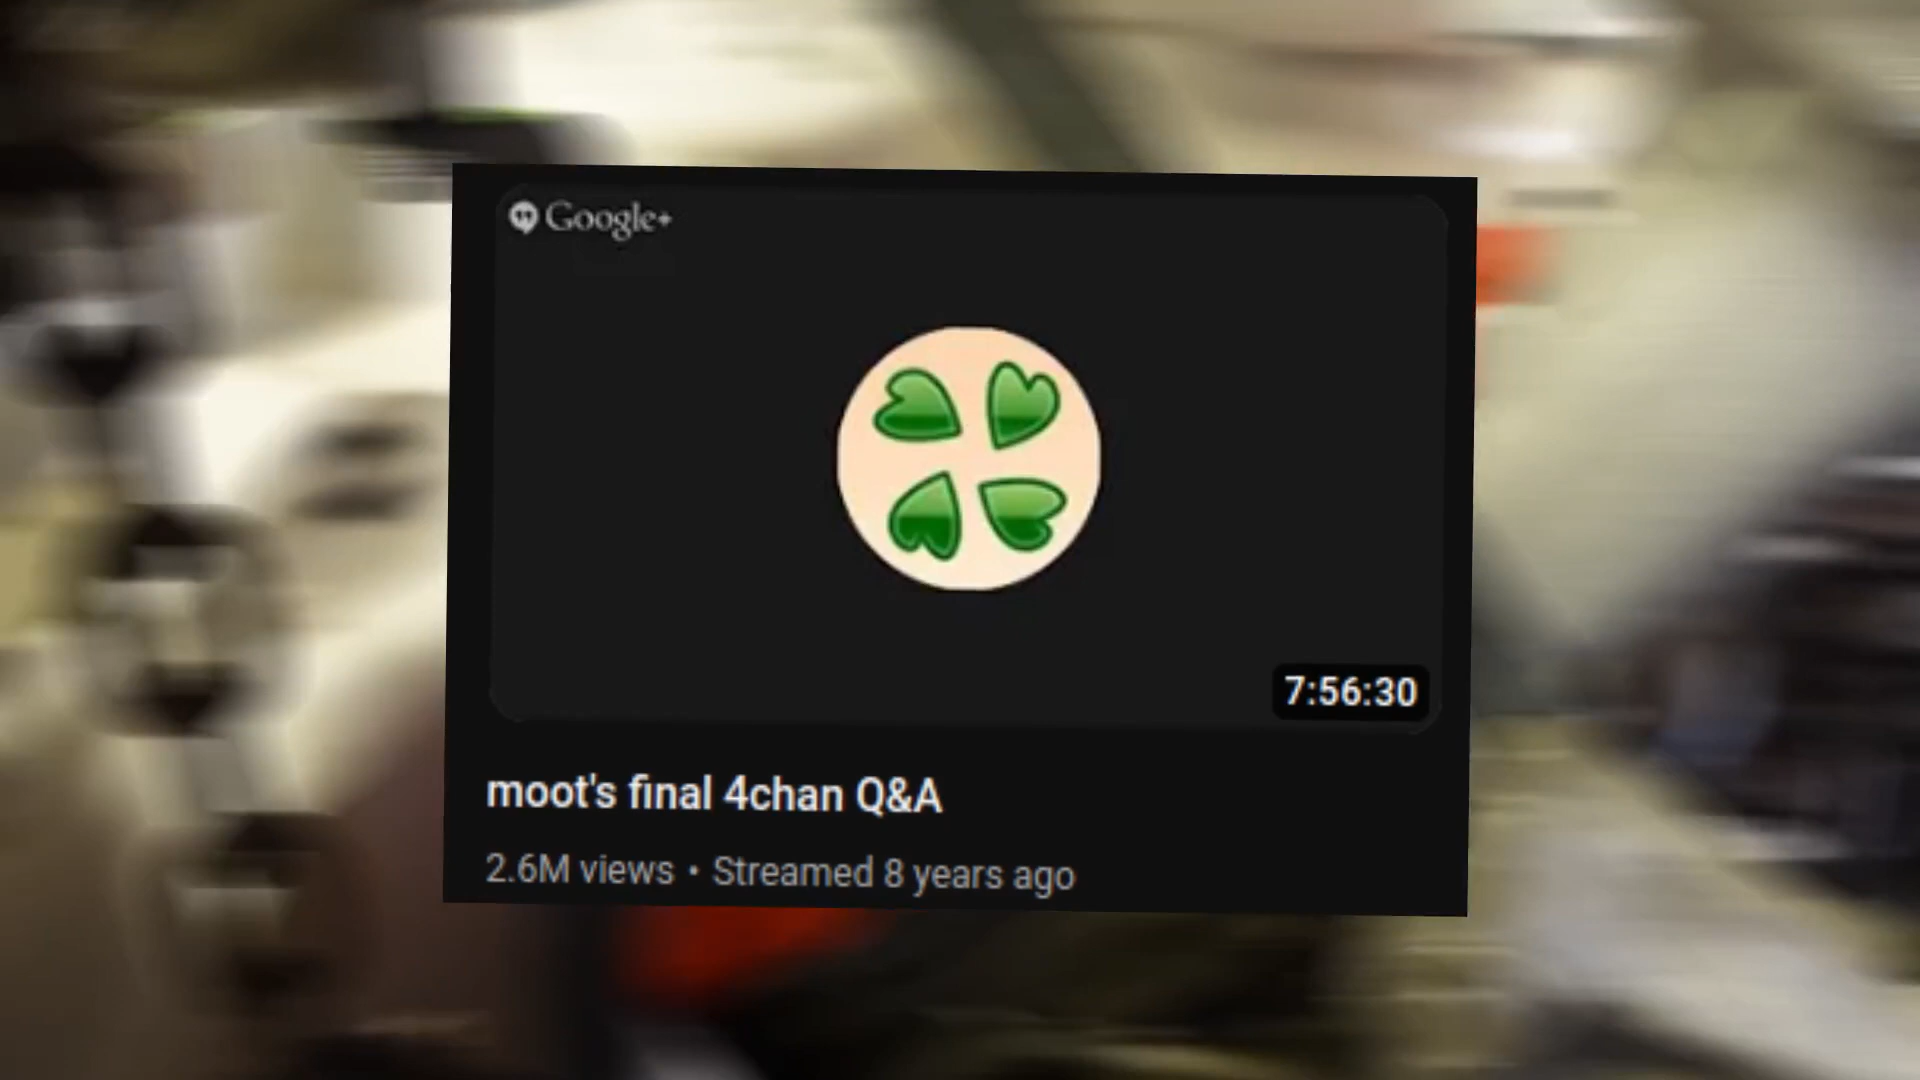 Google+
7:56:30
moot's final 4chan Q&A
2.6M views • Streamed 8 years ago